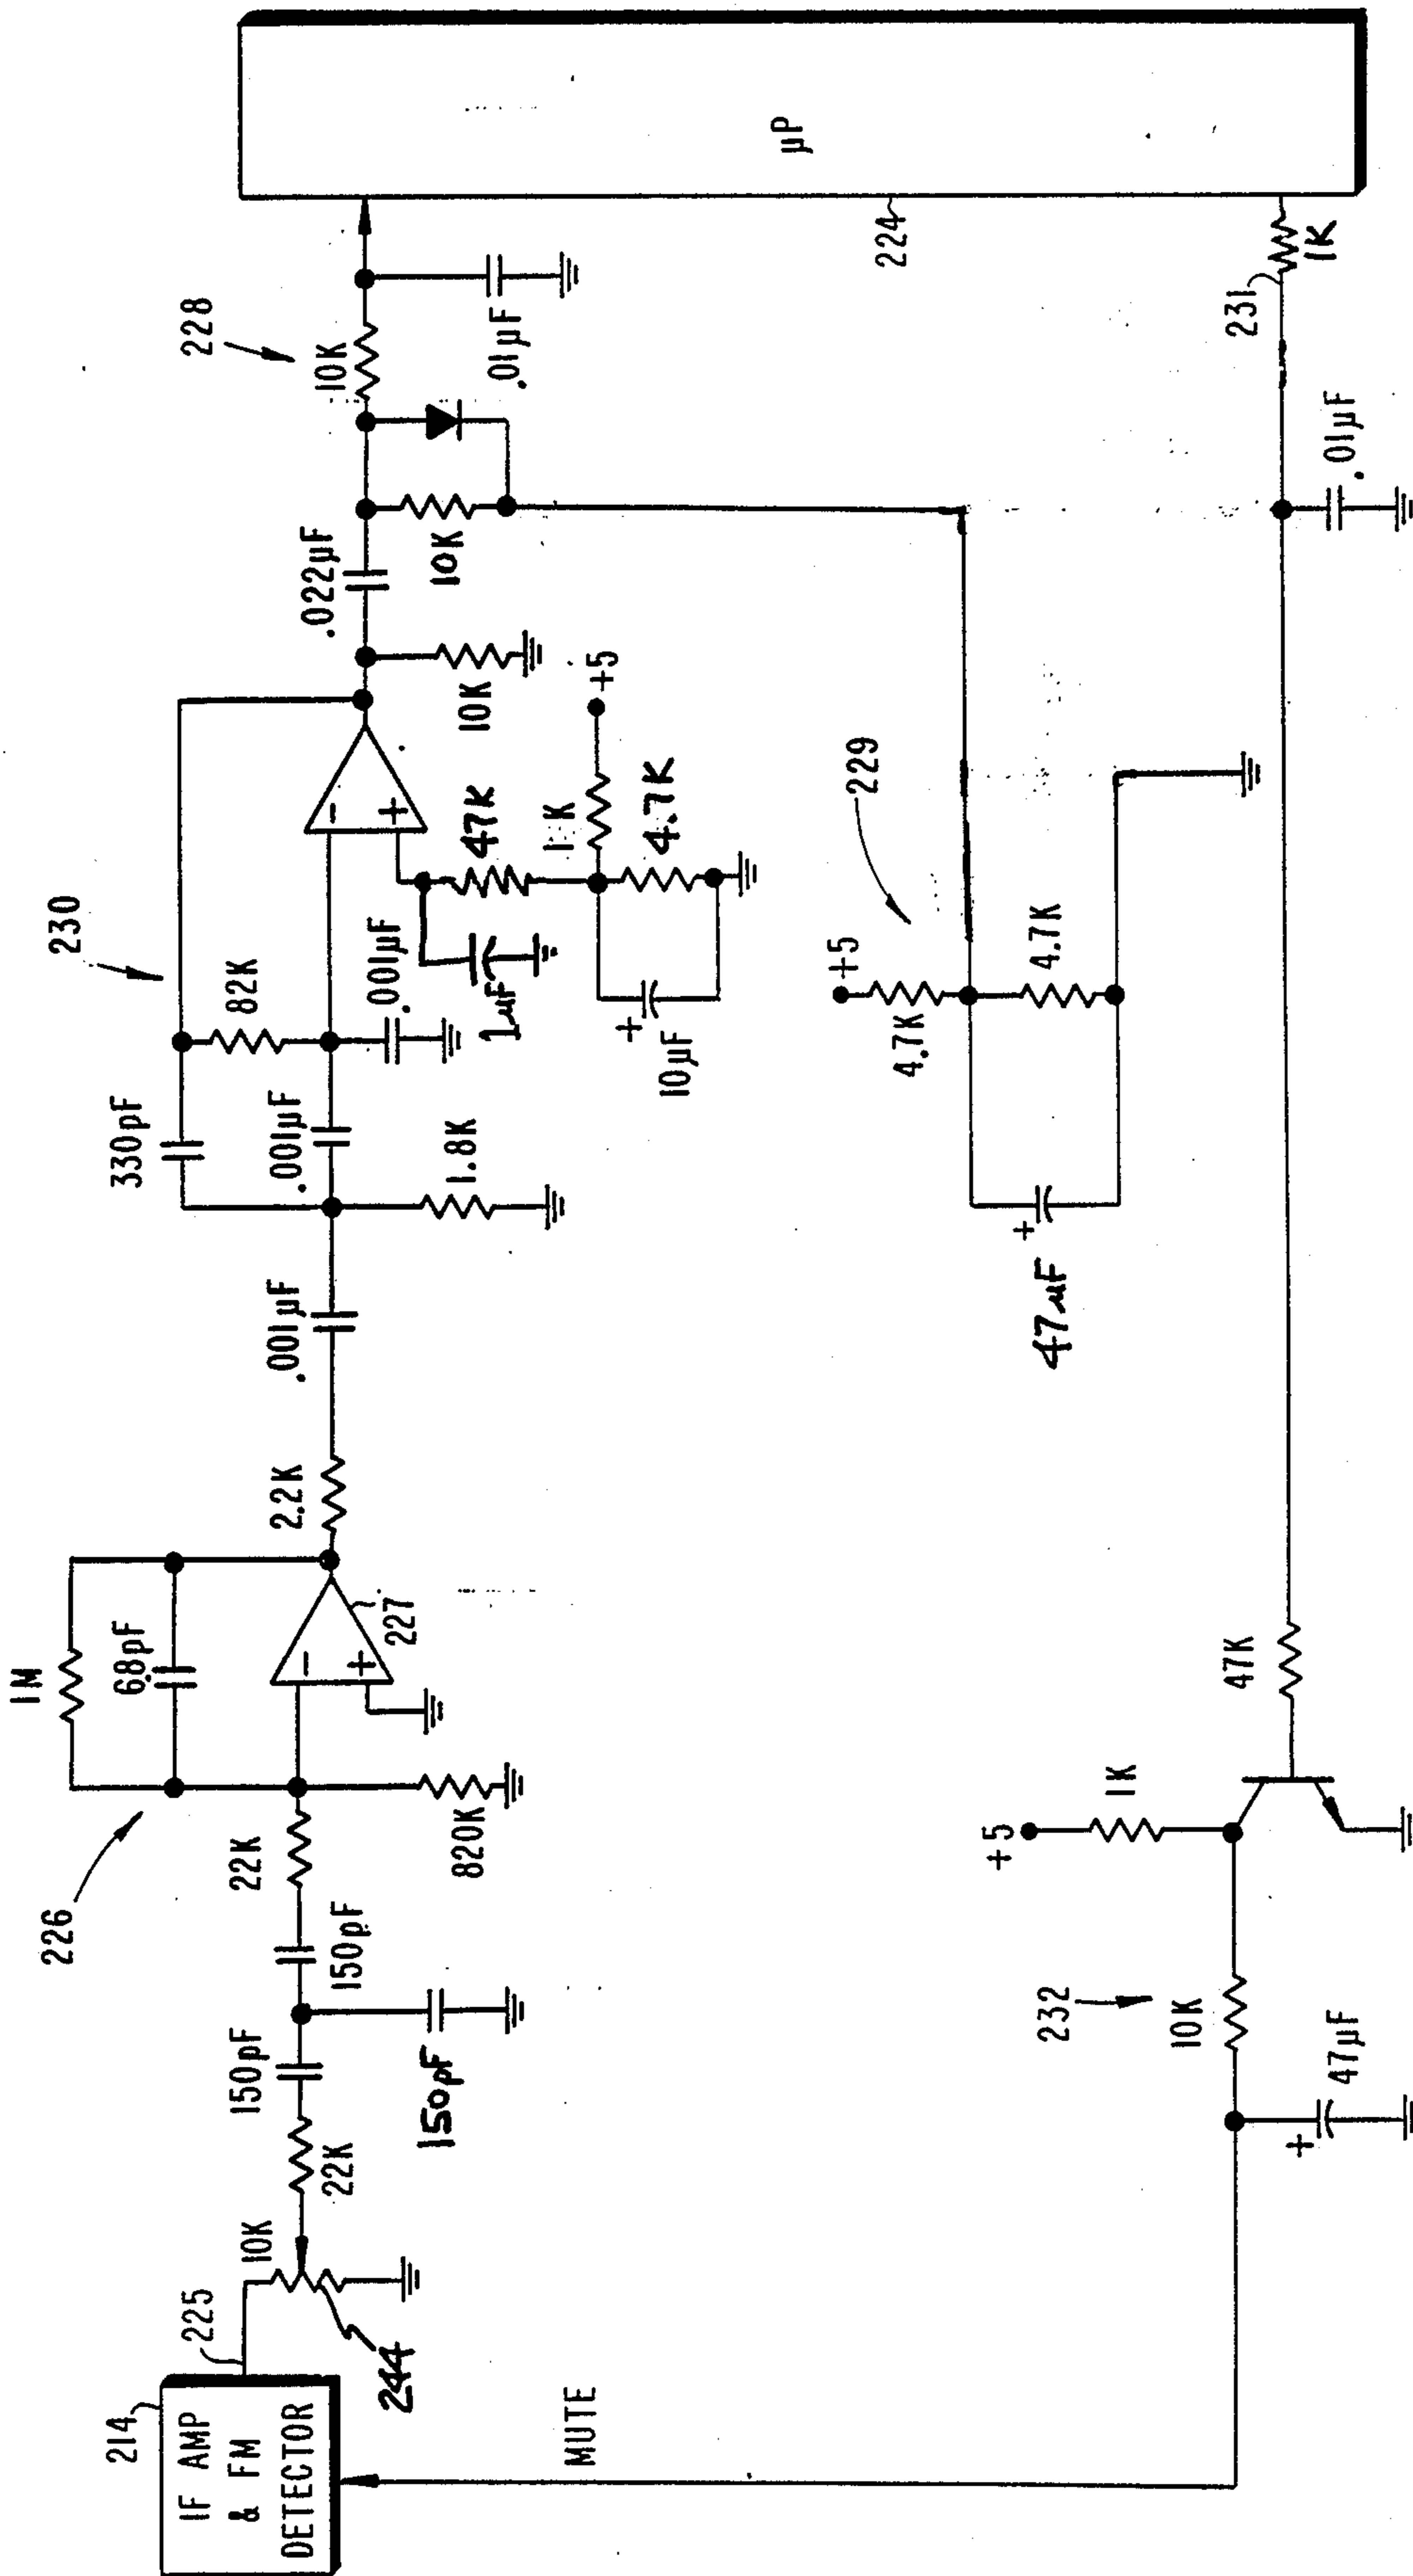 1M
226
230
214
225
10K
150pF
22K
6.8pF
2.2K
.001µF
330pF
.001µF
82K
.022µF
228
10K
IF AMP
& FM
DETECTOR
244
22K
150pF
150pF
820K
227
1.8K
.001µF
1µF
47K
10K
10K
.01µF
10µF
4.7K
1K
+5
MUTE
µP
+5
4.7K
229
4.7K
224
47µF
232
10K
+5
1K
47K
231
1K
47µF
.01µF